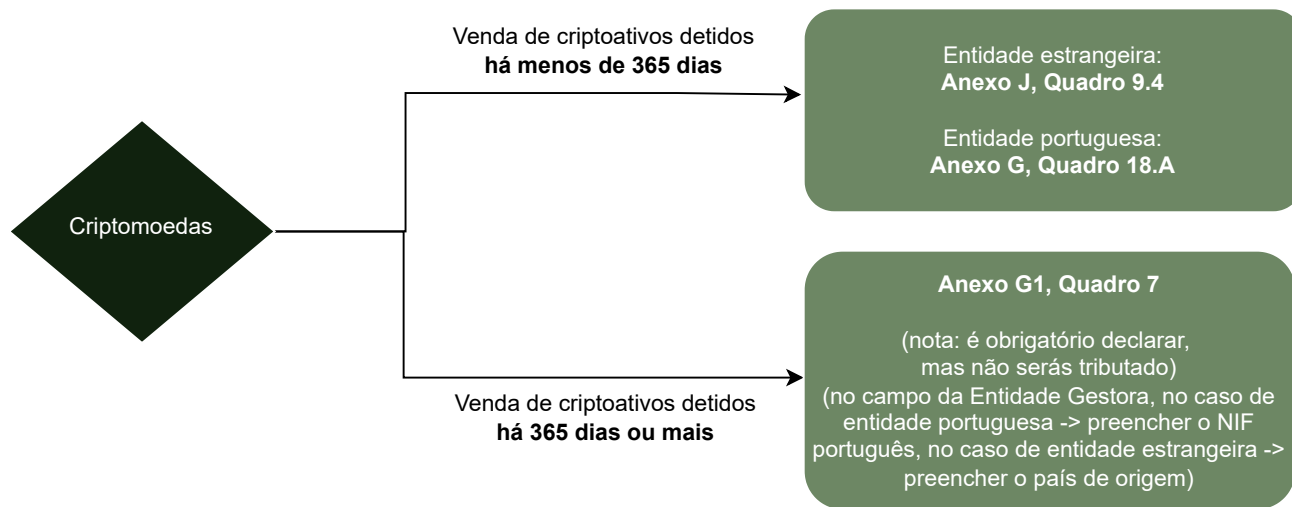 Criptomoedas
Venda de criptoativos detidos
há menos de 365 dias
Entidade estrangeira:
Anexo J, Quadro 9.4
Entidade portuguesa:
Anexo G, Quadro 18.A
Venda de criptoativos detidos
há 365 dias ou mais
Anexo G1, Quadro 7
(nota: é obrigatório declarar,
mas não serás tributado)
(no campo da Entidade Gestora, no caso de
entidade portuguesa -> preencher o NIF
português, no caso de entidade estrangeira ->
preencher o país de origem)